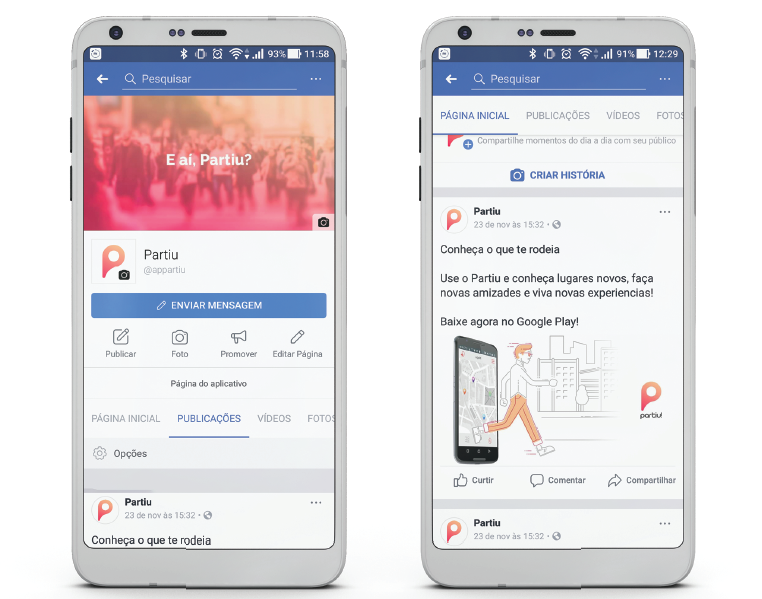 93% 11:58
Pesquisar
E aí, Partiu?
Partiu
@appartiu
ENVIAR MENSAGEM
Publicar Foto Promover Editar Página
Página do aplicativo
PÁGINA INICIAL PUBLICAÇÕES VÍDEOS FOTOS
Opções
Partiu
23 de nov às 15:32
Conheça o que te rodeia
91% 12:29
Pesquisar
PÁGINA INICIAL PUBLICAÇÕES VÍDEOS FOTOS
Compartilhe momentos do dia a dia com seu público
CRIAR HISTÓRIA
Partiu
23 de nov às 15:32
Conheça o que te rodeia
Use o Partiu e conheça lugares novos, faça
novas amizades e viva novas experiencias!
Baixe agora no Google Play!
partiu!
Curtir Comentar Compartilhar
Partiu
23 de nov às 15:32